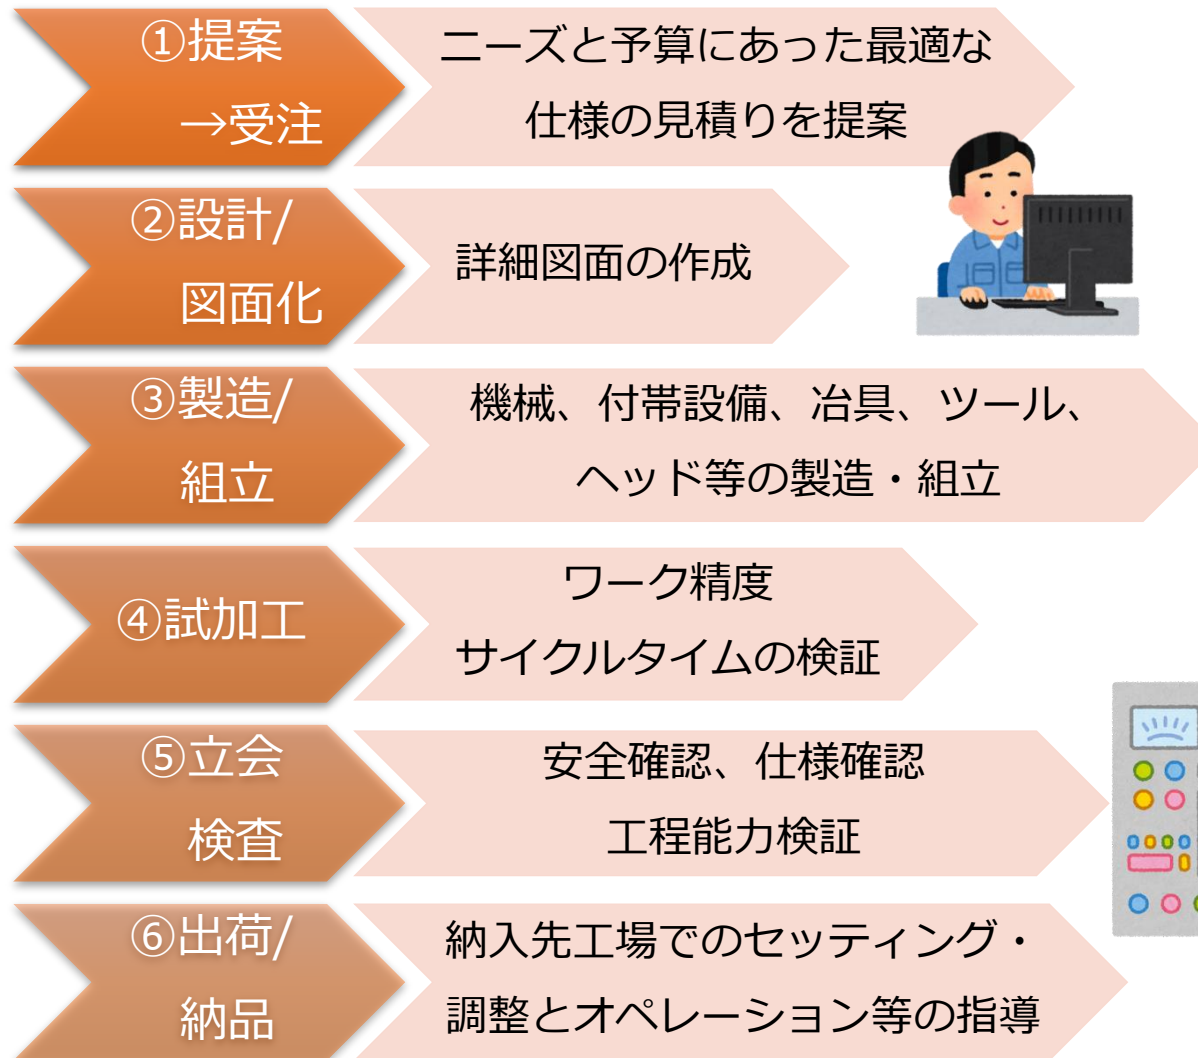 ①提案
→受注
ニーズと予算にあった最適な
仕様の見積りを提案
②設計/
図面化
詳細図面の作成
③製造/
組立
機械、付帯設備、冶具、ツール、
ヘッド等の製造・組立
④試加工
ワーク精度
サイクルタイムの検証
⑤立会
検査
安全確認、仕様確認
工程能力検証
⑥出荷/
納品
納入先工場でのセッティング・
調整とオペレーション等の指導